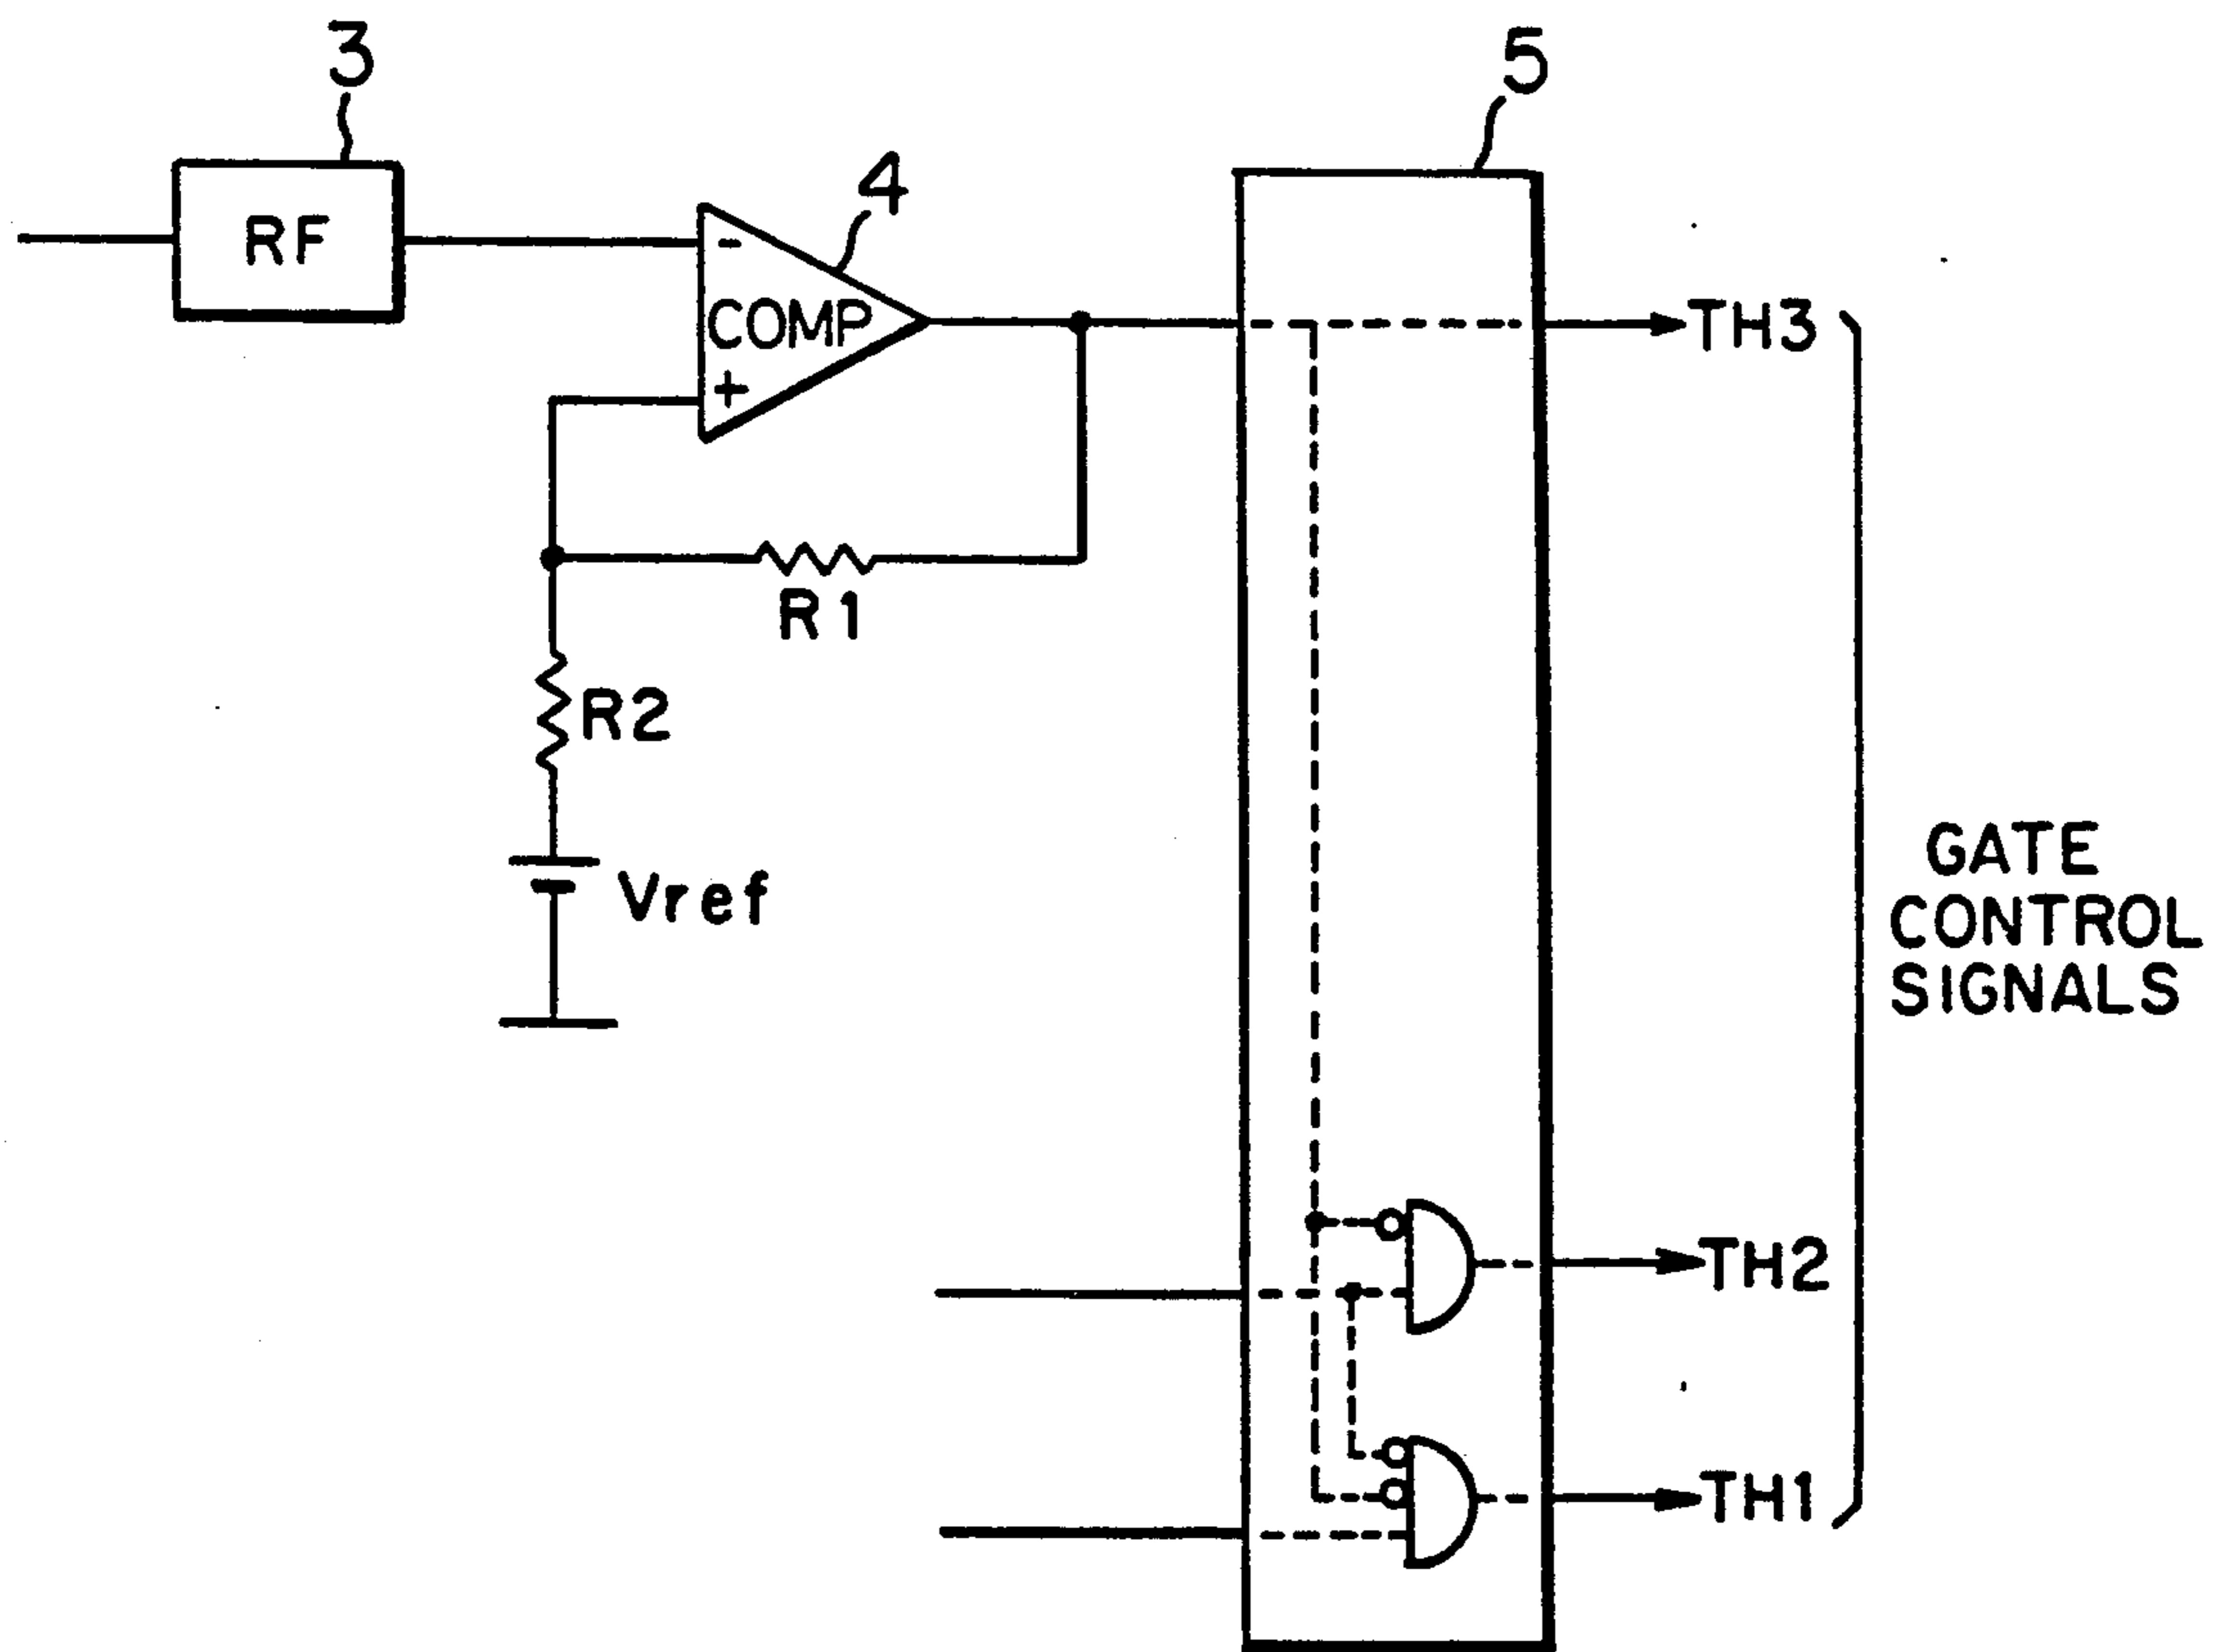 3
5
RF
4
-
COMP
+
TH3
R1
R2
Vref
GATE
CONTROL
SIGNALS
TH2
TH1